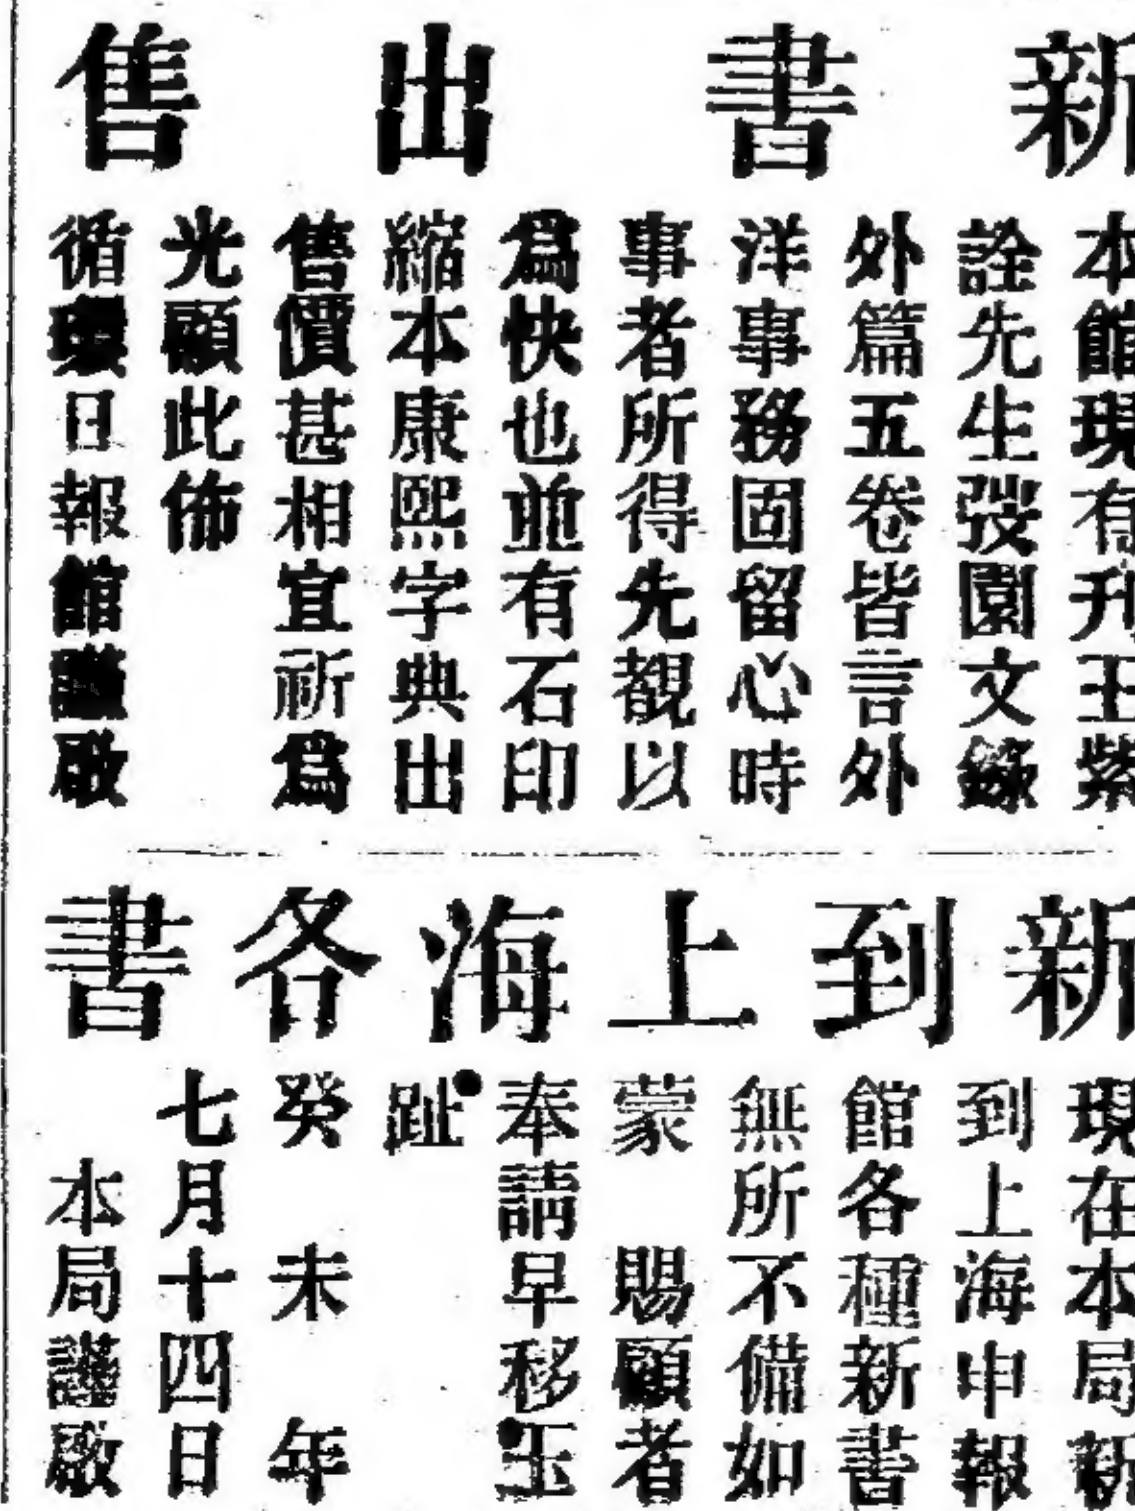 新書出售
本館現有刋王紫
詮先生弢園文錄
外篇五卷皆言外
洋事務固留心時
事者所得先覩以
爲快也並有石印
縮本康熙字典出
售價甚相宜祈爲
光顧此佈
循環日報館謹啟
新到上海各書
現在本局新
到上海申報
館各種新書
無所不備如
蒙　賜顧者
奉請早移玉
趾
癸未年
七月十四日
本局謹啟